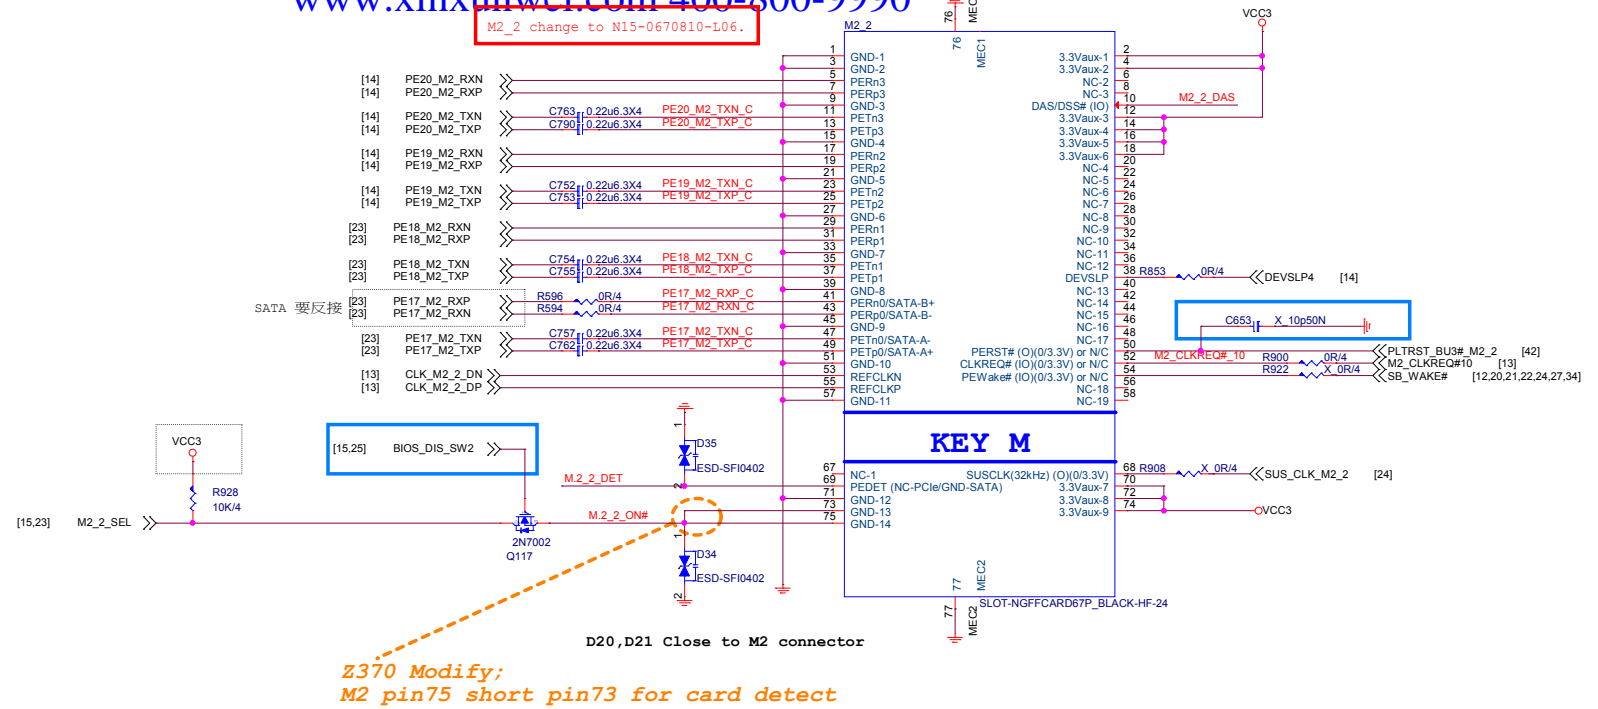 www.xinxunwei.com 400-800-9990
M2_2 change to N15-0670810-L06.
M2_2
76
MEC1
VCC3
1 GND-1 3.3Vaux-1 2
3 GND-2 3.3Vaux-2 4
[14] PE20_M2_RXN 5 PERn3 NC-2 6
[14] PE20_M2_RXP 7 PERp3 NC-3 8
9 GND-3 DAS/DSS# (IO) 10 M2_2_DAS
[14] PE20_M2_TXN C763 0.22u6.3X4 PE20_M2_TXN_C 11 PETn3 3.3Vaux-3 12
[14] PE20_M2_TXP C790 0.22u6.3X4 PE20_M2_TXP_C 13 PETp3 3.3Vaux-4 14
15 GND-4 3.3Vaux-5 16
[14] PE19_M2_RXN 17 PERn2 3.3Vaux-6 18
[14] PE19_M2_RXP 19 PERp2 NC-4 20
21 GND-5 NC-5 22
[14] PE19_M2_TXN C752 0.22u6.3X4 PE19_M2_TXN_C 23 PETn2 NC-6 24
[14] PE19_M2_TXP C753 0.22u6.3X4 PE19_M2_TXP_C 25 PETp2 NC-7 26
27 GND-6 NC-8 28
[23] PE18_M2_RXN 29 PERn1 NC-9 30
[23] PE18_M2_RXP 31 PERp1 NC-10 32
33 GND-7 NC-11 34
[23] PE18_M2_TXN C754 0.22u6.3X4 PE18_M2_TXN_C 35 PETn1 NC-12 36
[23] PE18_M2_TXP C755 0.22u6.3X4 PE18_M2_TXP_C 37 PETp1 DEVSLP 38 R853 0R/4 DEVSLP4 [14]
39 GND-8 NC-13 40
SATA 要反接 [23] PE17_M2_RXP R596 0R/4 PE17_M2_RXP_C 41 PERn0/SATA-B+ NC-14 42
[23] PE17_M2_RXN R594 0R/4 PE17_M2_RXN_C 43 PERp0/SATA-B- NC-15 44
45 GND-9 NC-16 46 C653 X_10p50N
[23] PE17_M2_TXN C757 0.22u6.3X4 PE17_M2_TXN_C 47 PETn0/SATA-A- NC-17 48
[23] PE17_M2_TXP C762 0.22u6.3X4 PE17_M2_TXP_C 49 PETp0/SATA-A+ PERST# (O)(0/3.3V) or N/C 50 PLTRST_BU3#_M2_2 [42]
51 GND-10 CLKREQ# (IO)(0/3.3V) or N/C 52 M2_CLKREQ#_10 R900 0R/4 M2_CLKREQ#10 [13]
[13] CLK_M2_2_DN 53 REFCLKN PEWake# (IO)(0/3.3V) or N/C 54 R922 X_0R/4 SB_WAKE# [12,20,21,22,24,27,34]
[13] CLK_M2_2_DP 55 REFCLKP NC-18 56
57 GND-11 NC-19 58
KEY M
VCC3
[15,25] BIOS_DIS_SW2
1
D35
ESD-SFI0402
2
67 NC-1 SUSCLK(32kHz) (O)(0/3.3V) 68 R908 X_0R/4 SUS_CLK_M2_2 [24]
M.2_2_DET 69 PEDET (NC-PCIe/GND-SATA) 3.3Vaux-7 70
71 GND-12 3.3Vaux-8 72
73 GND-13 3.3Vaux-9 74 VCC3
R928
10K/4
[15,23] M2_2_SEL M.2_2_ON# 75 GND-14
2N7002
Q117
1
D34
ESD-SFI0402
2
77
MEC2
SLOT-NGFFCARD67P_BLACK-HF-24
D20,D21 Close to M2 connector
Z370 Modify;
M2 pin75 short pin73 for card detect